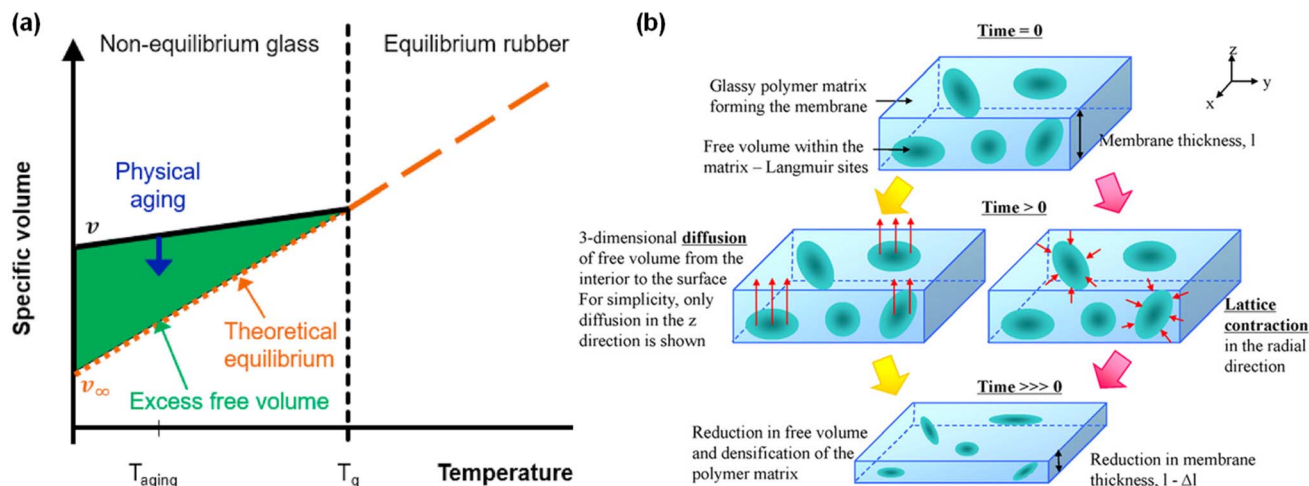 (a)
Non-equilibrium glass
Equilibrium rubber
Physical
aging
v
Specific volume
Theoretical
equilibrium
v∞
Excess free volume
Taging
Tg
Temperature
(b)
Time = 0
z
y
x
Glassy polymer matrix
forming the membrane
Free volume within the
matrix – Langmuir sites
Membrane thickness, l
Time > 0
3-dimensional diffusion
of free volume from the
interior to the surface
For simplicity, only
diffusion in the z
direction is shown
Lattice
contraction
in the radial
direction
Time >>> 0
Reduction in free volume
and densification of the
polymer matrix
Reduction in membrane
thickness, l - Δl